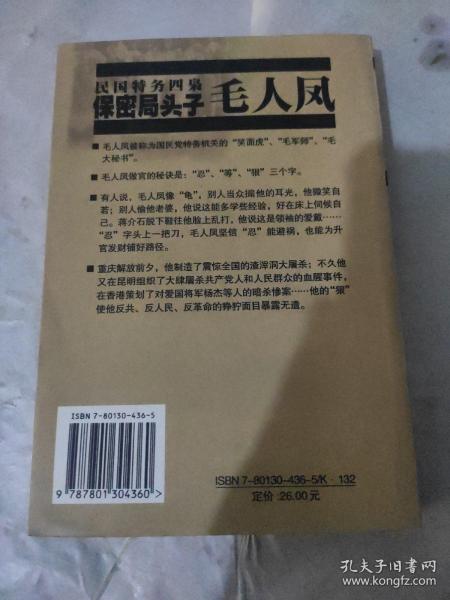 民国特务四枭
保密局头子 毛人凤
■ 毛人凤被称为国民党特务机关的“笑面虎”、“毛军师”、“毛
大秘书”。
■ 毛人凤做官的秘诀是：“忍”、“等”、“狠”三个字。
■ 有人说，毛人凤像“龟”，别人当众掴他的耳光，他微笑自
若；别人偷他老婆，他说这能多学些经验，好在床上伺候自
己。蒋介石脱下鞋往他脸上乱打，他说这是领袖的爱戴……
“忍”字头上一把刀，毛人凤坚信“忍”能避祸，也能为升
官发财铺好路径。
■ 重庆解放前夕，他制造了震惊全国的渣滓洞大屠杀；不久他
又在昆明组织了大肆屠杀共产党人和人民群众的血腥事件，
在香港策划了对爱国将军杨杰等人的暗杀惨案……他的“狠”
使他反共、反人民、反革命的狰狞面目暴露无遗。
ISBN 7-80130-436-5
9 787801 304360 >
ISBN 7-80130-436-5/K · 132
定价:26.00元
孔夫子旧书网
www.kongfz.com